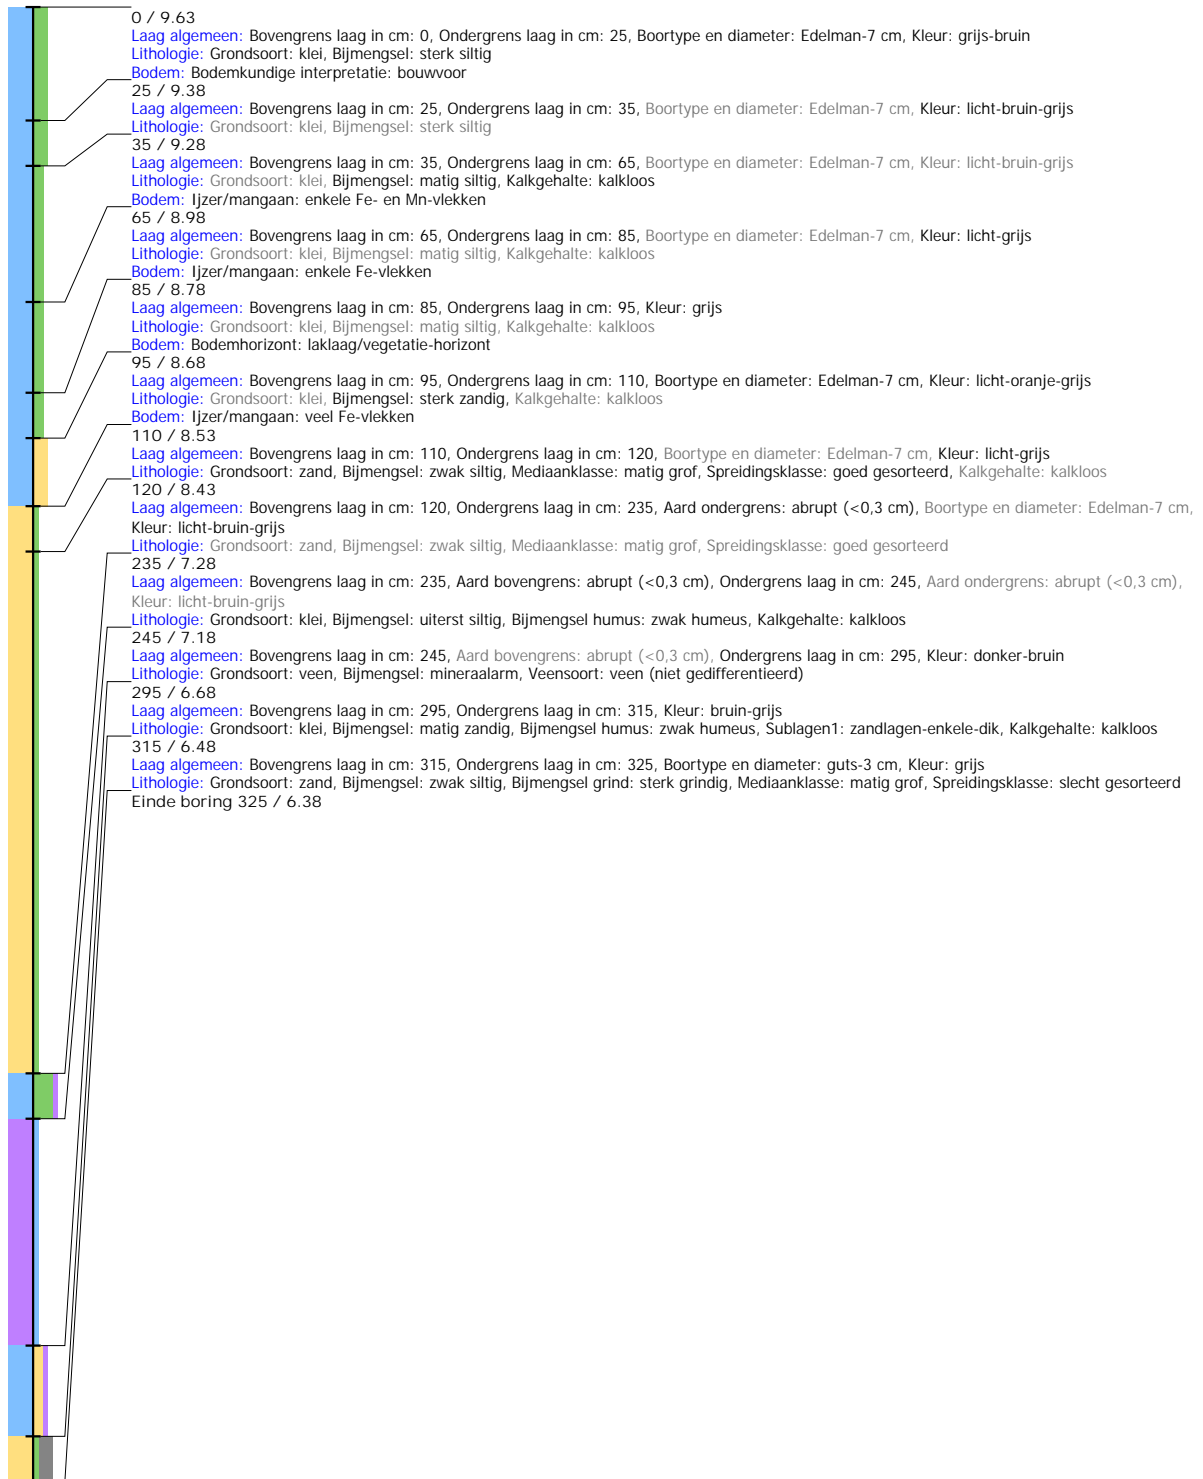 0 / 9.63
Laag algemeen: Bovengrens laag in cm: 0, Ondergrens laag in cm: 25, Boortype en diameter: Edelman-7 cm, Kleur: grijs-bruin
Lithologie: Grondsoort: klei, Bijmengsel: sterk siltig
Bodem: Bodemkundige interpretatie: bouwvoor
25 / 9.38
Laag algemeen: Bovengrens laag in cm: 25, Ondergrens laag in cm: 35, Boortype en diameter: Edelman-7 cm, Kleur: licht-bruin-grijs
Lithologie: Grondsoort: klei, Bijmengsel: sterk siltig
35 / 9.28
Laag algemeen: Bovengrens laag in cm: 35, Ondergrens laag in cm: 65, Boortype en diameter: Edelman-7 cm, Kleur: licht-bruin-grijs
Lithologie: Grondsoort: klei, Bijmengsel: matig siltig, Kalkgehalte: kalkloos
Bodem: Ijzer/mangaan: enkele Fe- en Mn-vlekken
65 / 8.98
Laag algemeen: Bovengrens laag in cm: 65, Ondergrens laag in cm: 85, Boortype en diameter: Edelman-7 cm, Kleur: licht-grijs
Lithologie: Grondsoort: klei, Bijmengsel: matig siltig, Kalkgehalte: kalkloos
Bodem: Ijzer/mangaan: enkele Fe-vlekken
85 / 8.78
Laag algemeen: Bovengrens laag in cm: 85, Ondergrens laag in cm: 95, Kleur: grijs
Lithologie: Grondsoort: klei, Bijmengsel: matig siltig, Kalkgehalte: kalkloos
Bodem: Bodemhorizont: laklaag/vegetatie-horizont
95 / 8.68
Laag algemeen: Bovengrens laag in cm: 95, Ondergrens laag in cm: 110, Boortype en diameter: Edelman-7 cm, Kleur: licht-oranje-grijs
Lithologie: Grondsoort: klei, Bijmengsel: sterk zandig, Kalkgehalte: kalkloos
Bodem: Ijzer/mangaan: veel Fe-vlekken
110 / 8.53
Laag algemeen: Bovengrens laag in cm: 110, Ondergrens laag in cm: 120, Boortype en diameter: Edelman-7 cm, Kleur: licht-grijs
Lithologie: Grondsoort: zand, Bijmengsel: zwak siltig, Mediaanklasse: matig grof, Spreidingsklasse: goed gesorteerd, Kalkgehalte: kalkloos
120 / 8.43
Laag algemeen: Bovengrens laag in cm: 120, Ondergrens laag in cm: 235, Aard ondergrens: abrupt (<0,3 cm), Boortype en diameter: Edelman-7 cm,
Kleur: licht-bruin-grijs
Lithologie: Grondsoort: zand, Bijmengsel: zwak siltig, Mediaanklasse: matig grof, Spreidingsklasse: goed gesorteerd
235 / 7.28
Laag algemeen: Bovengrens laag in cm: 235, Aard bovengrens: abrupt (<0,3 cm), Ondergrens laag in cm: 245, Aard ondergrens: abrupt (<0,3 cm),
Kleur: licht-bruin-grijs
Lithologie: Grondsoort: klei, Bijmengsel: uiterst siltig, Bijmengsel humus: zwak humeus, Kalkgehalte: kalkloos
245 / 7.18
Laag algemeen: Bovengrens laag in cm: 245, Aard bovengrens: abrupt (<0,3 cm), Ondergrens laag in cm: 295, Kleur: donker-bruin
Lithologie: Grondsoort: veen, Bijmengsel: mineraalarm, Veensoort: veen (niet gedifferentieerd)
295 / 6.68
Laag algemeen: Bovengrens laag in cm: 295, Ondergrens laag in cm: 315, Kleur: bruin-grijs
Lithologie: Grondsoort: klei, Bijmengsel: matig zandig, Bijmengsel humus: zwak humeus, Sublagen1: zandlagen-enkele-dik, Kalkgehalte: kalkloos
315 / 6.48
Laag algemeen: Bovengrens laag in cm: 315, Ondergrens laag in cm: 325, Boortype en diameter: guts-3 cm, Kleur: grijs
Lithologie: Grondsoort: zand, Bijmengsel: zwak siltig, Bijmengsel grind: sterk grindig, Mediaanklasse: matig grof, Spreidingsklasse: slecht gesorteerd
Einde boring 325 / 6.38